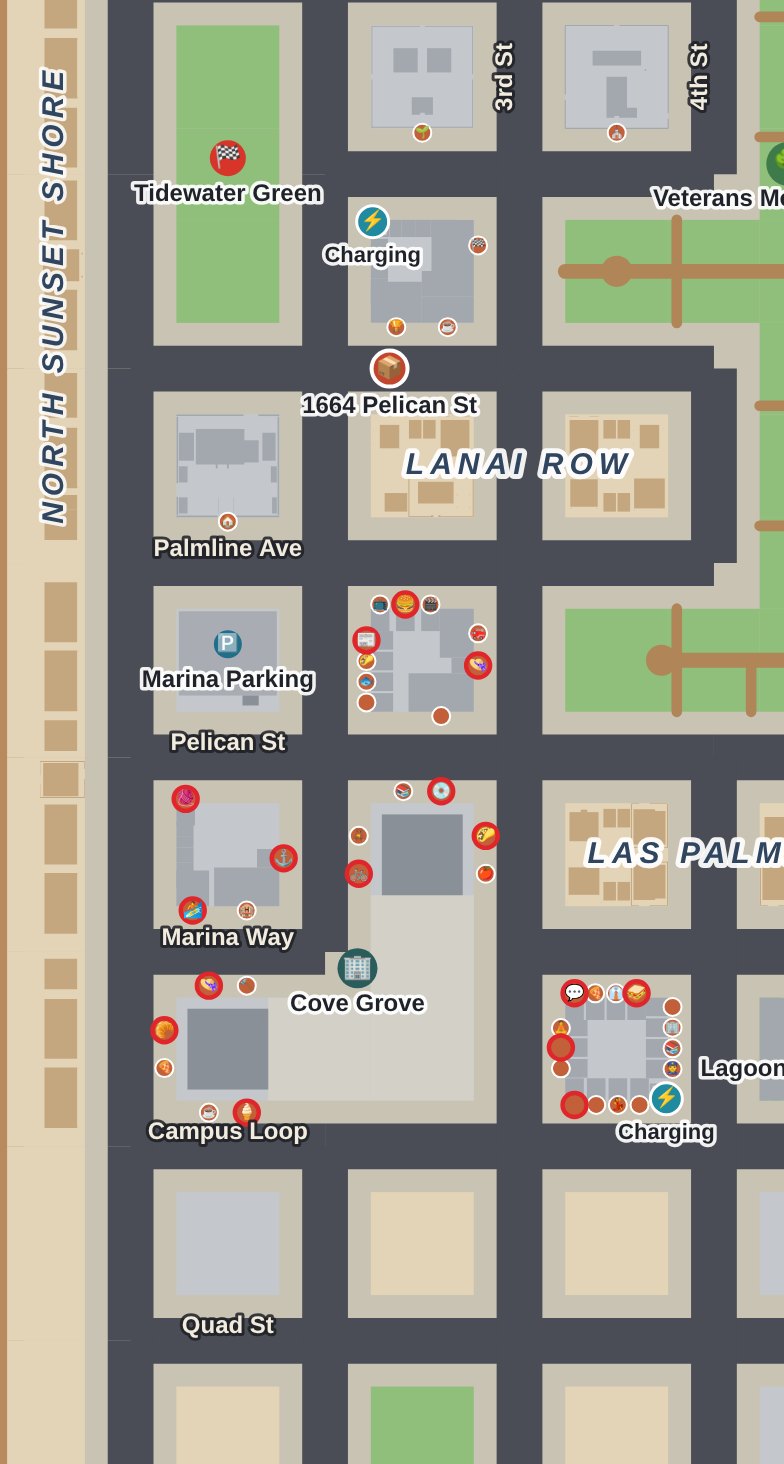 3rd St
4th St
NORTH SUNSET SHORE
Tidewater Green
Veterans Me
Charging
1664 Pelican St
LANAI ROW
Palmline Ave
Marina Parking
Pelican St
LAS PALM
Marina Way
Cove Grove
Lagoon
Campus Loop
Charging
Quad St